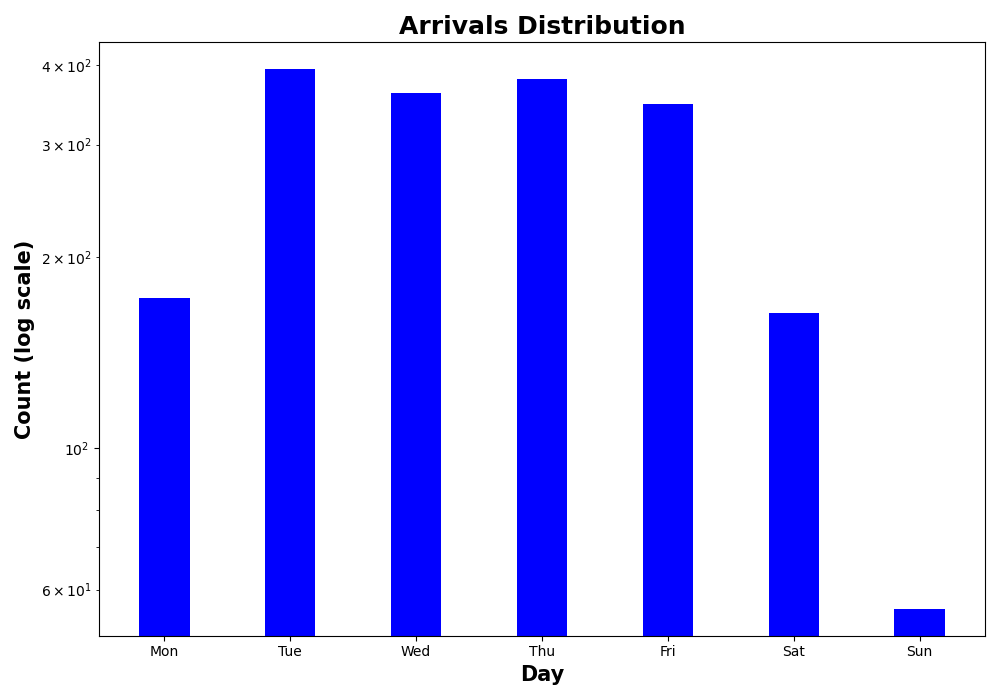 Arrivals Distribution
Count (log scale)
4 × 10²
3 × 10²
2 × 10²
10²
6 × 10¹
Mon Tue Wed Thu Fri Sat Sun
Day